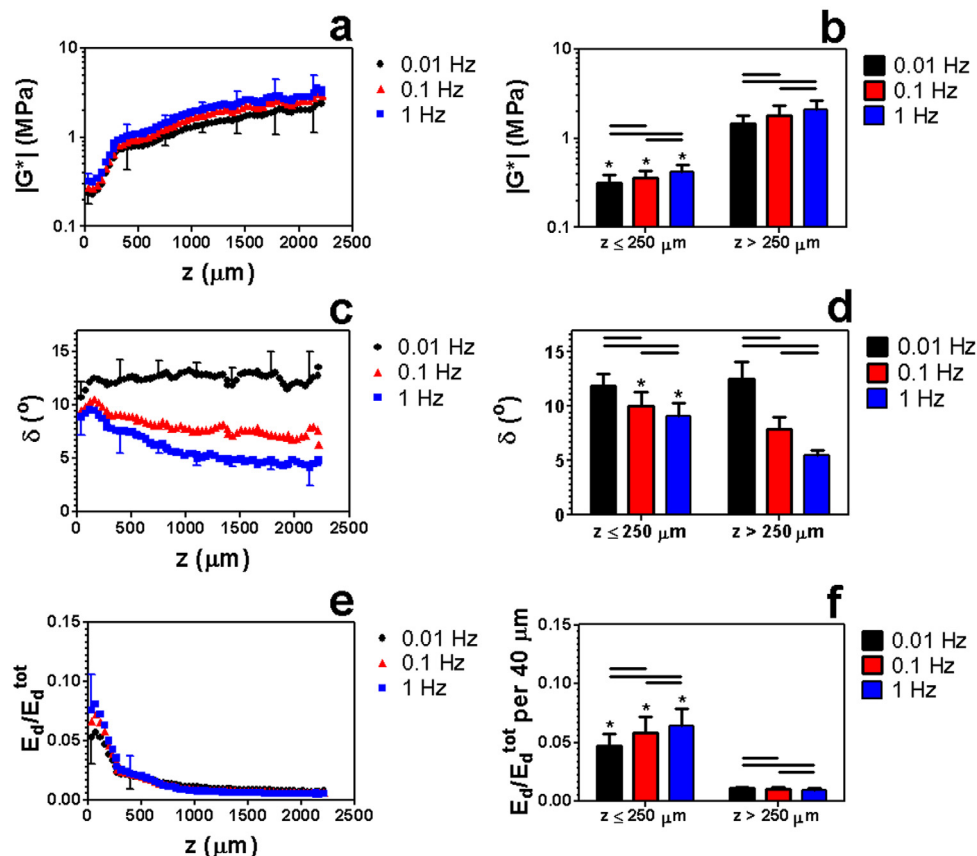 a
|G*| (MPa)
10
1
0.1
0 500 1000 1500 2000 2500
z (μm)
0.01 Hz
0.1 Hz
1 Hz
b
|G*| (MPa)
10
1
0.1
* * *
z ≤ 250 μm z > 250 μm
0.01 Hz
0.1 Hz
1 Hz
c
δ (°)
15
10
5
0
0 500 1000 1500 2000 2500
z (μm)
0.01 Hz
0.1 Hz
1 Hz
d
δ (°)
15
10
5
0
* *
z ≤ 250 μm z > 250 μm
0.01 Hz
0.1 Hz
1 Hz
e
E_d/E_d^tot
0.15
0.10
0.05
0.00
0 500 1000 1500 2000 2500
z (μm)
0.01 Hz
0.1 Hz
1 Hz
f
E_d/E_d^tot per 40 μm
0.15
0.10
0.05
0.00
* * *
z ≤ 250 μm z > 250 μm
0.01 Hz
0.1 Hz
1 Hz